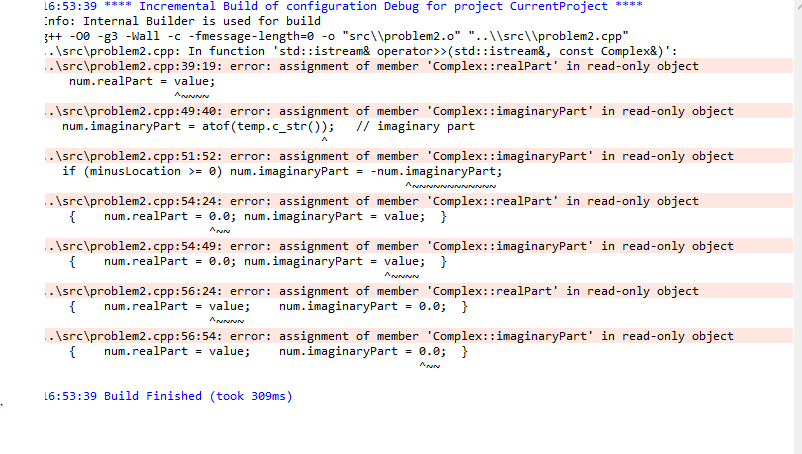 16:53:39 **** Incremental Build of configuration Debug for project CurrentProject ****
Info: Internal Builder is used for build
g++ -O0 -g3 -Wall -c -fmessage-length=0 -o "src\\problem2.o" "..\\src\\problem2.cpp"
..\src\problem2.cpp: In function 'std::istream& operator>>(std::istream&, const Complex&)':
..\src\problem2.cpp:39:19: error: assignment of member 'Complex::realPart' in read-only object
num.realPart = value;
^~~~~
..\src\problem2.cpp:49:40: error: assignment of member 'Complex::imaginaryPart' in read-only object
num.imaginaryPart = atof(temp.c_str());   // imaginary part
^
..\src\problem2.cpp:51:52: error: assignment of member 'Complex::imaginaryPart' in read-only object
if (minusLocation >= 0) num.imaginaryPart = -num.imaginaryPart;
^~~~~~~~~~~~~
..\src\problem2.cpp:54:24: error: assignment of member 'Complex::realPart' in read-only object
{    num.realPart = 0.0; num.imaginaryPart = value;  }
^~~
..\src\problem2.cpp:54:49: error: assignment of member 'Complex::imaginaryPart' in read-only object
{    num.realPart = 0.0; num.imaginaryPart = value;  }
^~~~~
..\src\problem2.cpp:56:24: error: assignment of member 'Complex::realPart' in read-only object
{    num.realPart = value;    num.imaginaryPart = 0.0;  }
^~~~~
..\src\problem2.cpp:56:54: error: assignment of member 'Complex::imaginaryPart' in read-only object
{    num.realPart = value;    num.imaginaryPart = 0.0;  }
^~~
16:53:39 Build Finished (took 309ms)